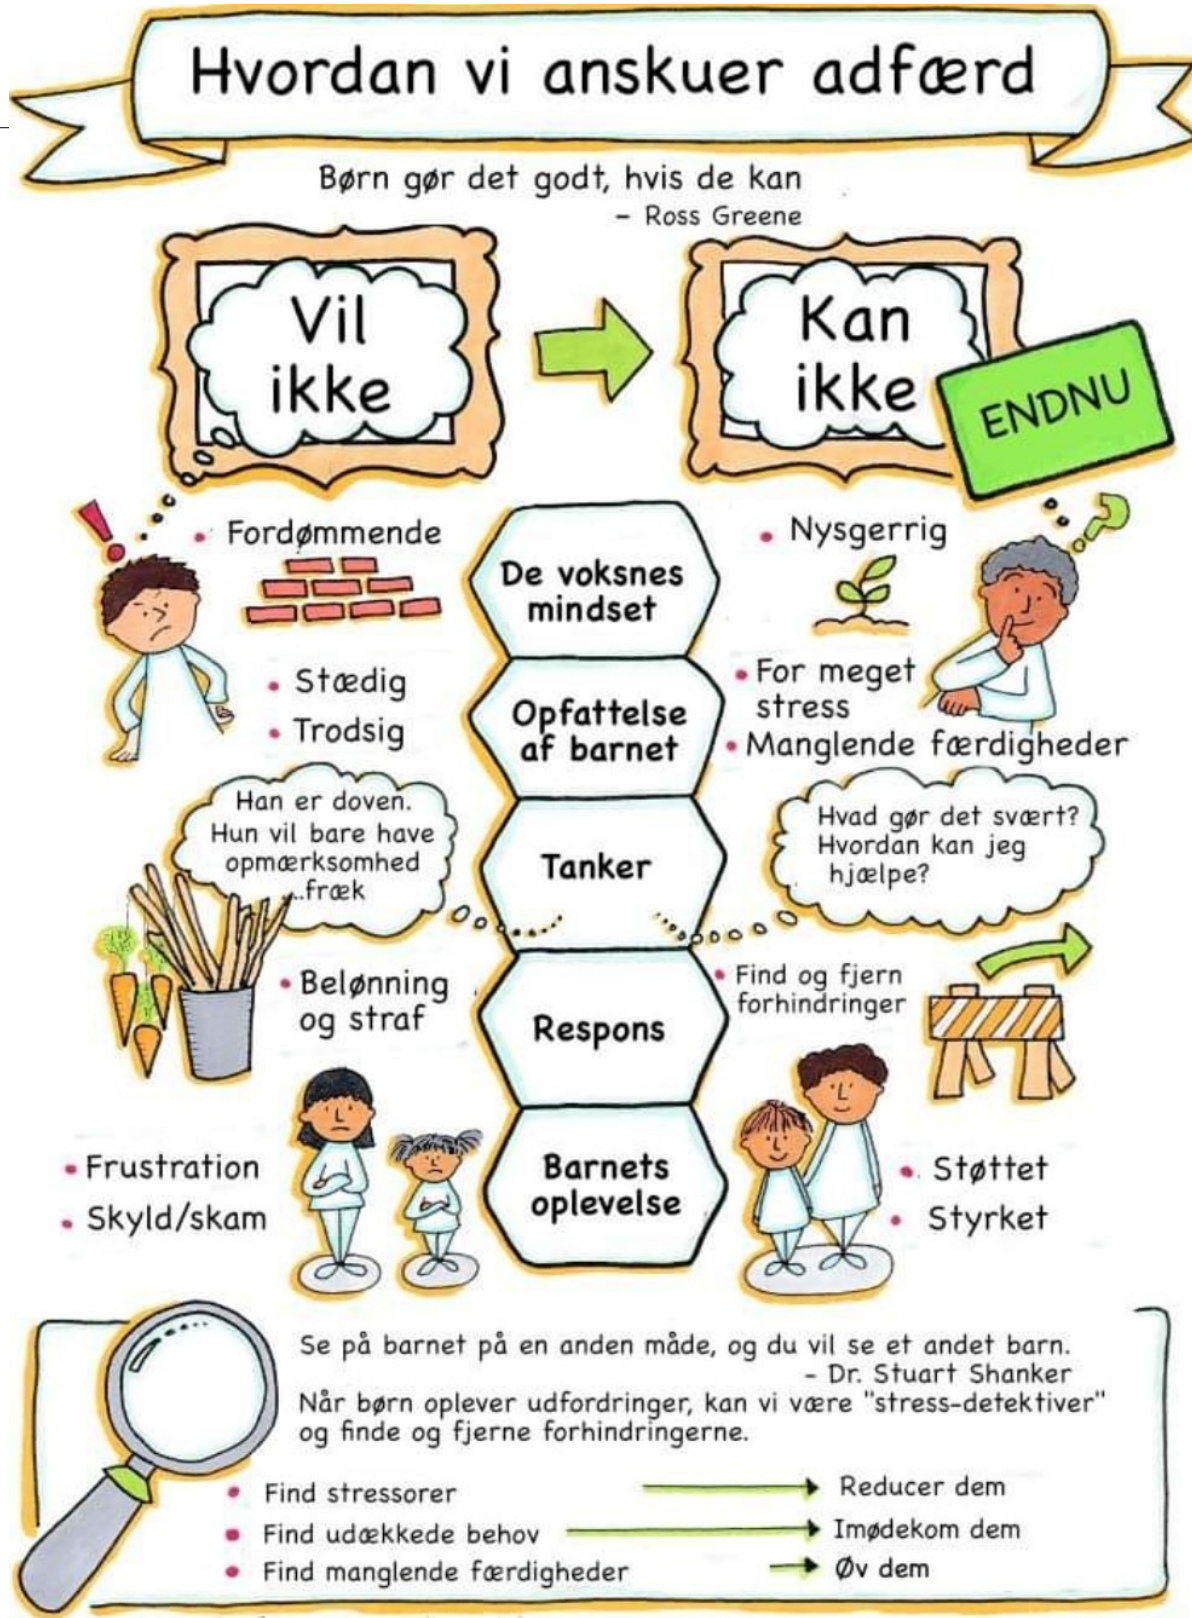 Hvordan vi anskuer adfærd
Børn gør det godt, hvis de kan
- Ross Greene
Vil
ikke
Kan
ikke
ENDNU
Fordømmende
De voksnes
mindset
Nysgerrig
Stædig
Trodsig
Opfattelse
af barnet
For meget
stress
Manglende færdigheder
Han er doven.
Hun vil bare have
opmærksomhed
...fræk
Tanker
Hvad gør det svært?
Hvordan kan jeg
hjælpe?
Belønning
og straf
Respons
Find og fjern
forhindringer
Frustration
Skyld/skam
Barnets
oplevelse
Støttet
Styrket
Se på barnet på en anden måde, og du vil se et andet barn.
- Dr. Stuart Shanker
Når børn oplever udfordringer, kan vi være "stress-detektiver"
og finde og fjerne forhindringerne.
Find stressorer
Reducer dem
Find udækkede behov
Imødekom dem
Find manglende færdigheder
Øv dem